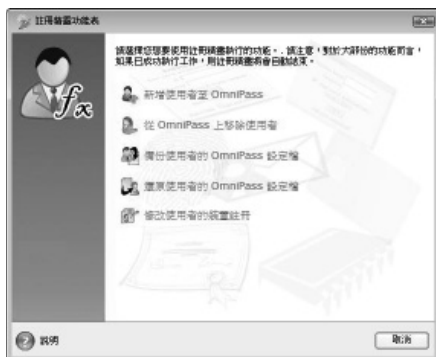 註冊裝置功能表
請選擇您想要使用註冊精靈執行的功能。. 請注意，對於大部份的功能而言，
如果已成功執行工作，則註冊精靈將會自動結束。
fx
新增使用者至 OmniPass
從 OmniPass 上移除使用者
備份使用者的 OmniPass 設定檔
還原使用者的 OmniPass 設定檔
修改使用者的裝置註冊
說明
取消